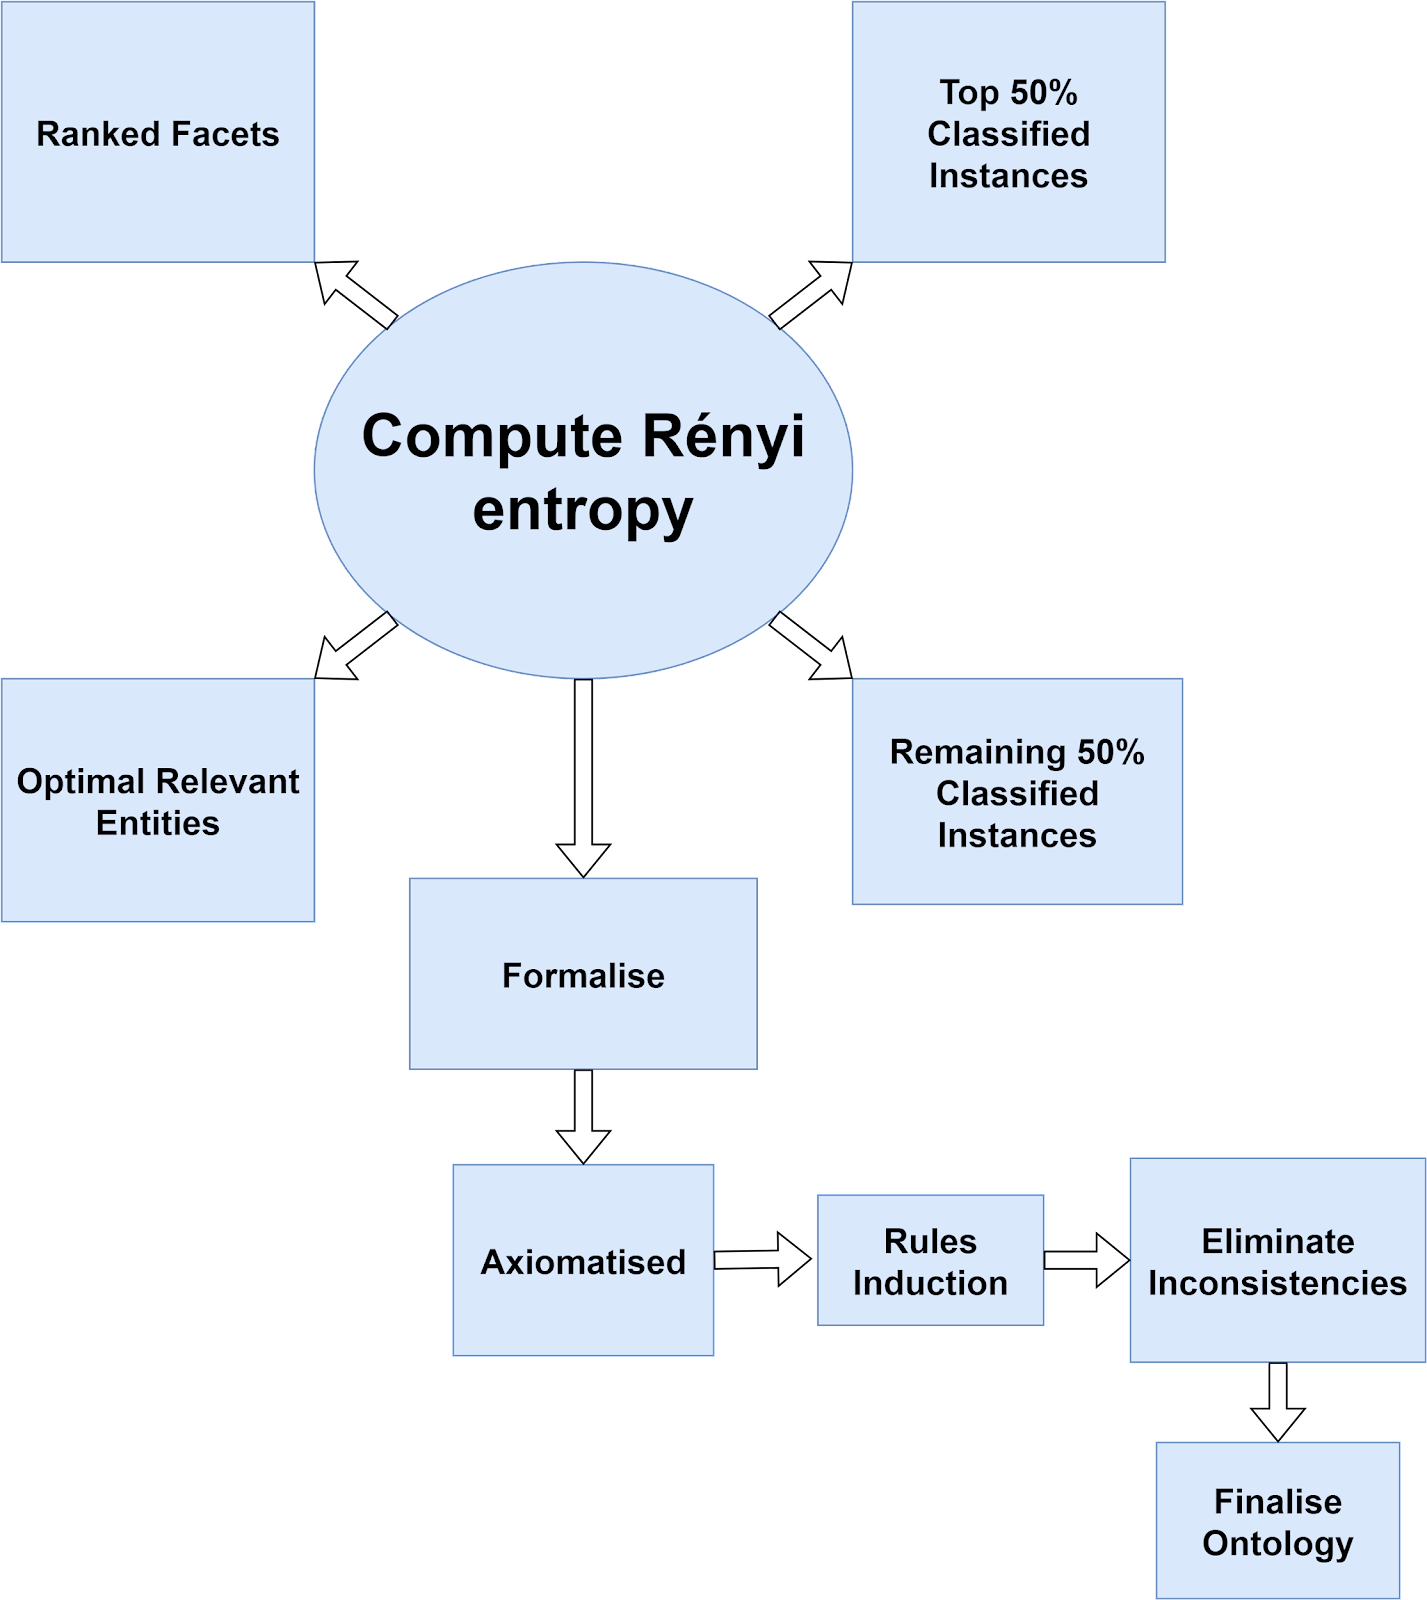 Ranked Facets
Top 50%
Classified
Instances
Compute Rényi
entropy
Optimal Relevant
Entities
Remaining 50%
Classified
Instances
Formalise
Axiomatised
Rules
Induction
Eliminate
Inconsistencies
Finalise
Ontology